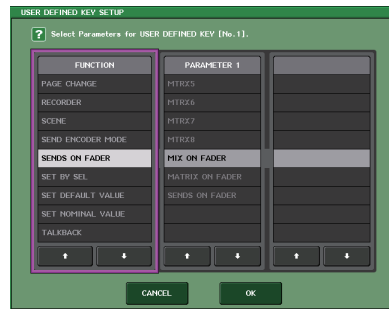 USER DEFINED KEY SETUP
? Select Parameters for USER DEFINED KEY [No.1].
FUNCTION
PAGE CHANGE
RECORDER
SCENE
SEND ENCODER MODE
SENDS ON FADER
SET BY SEL
SET DEFAULT VALUE
SET NOMINAL VALUE
TALKBACK
PARAMETER 1
MTRX5
MTRX6
MTRX7
MTRX8
MIX ON FADER
MATRIX ON FADER
SENDS ON FADER
CANCEL
OK